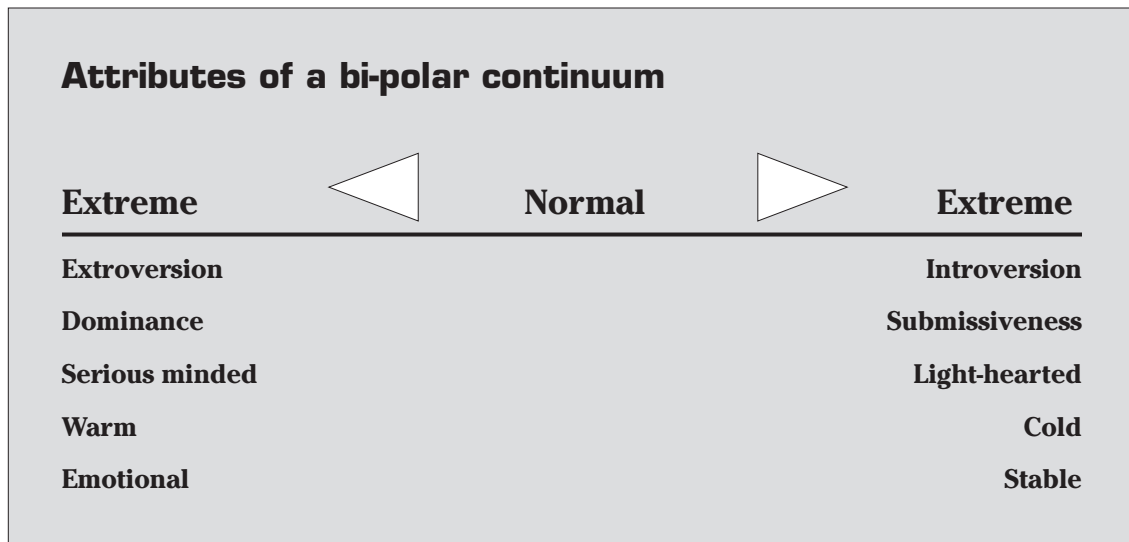 Attributes of a bi-polar continuum
Extreme Normal Extreme
Extroversion Introversion
Dominance Submissiveness
Serious minded Light-hearted
Warm Cold
Emotional Stable